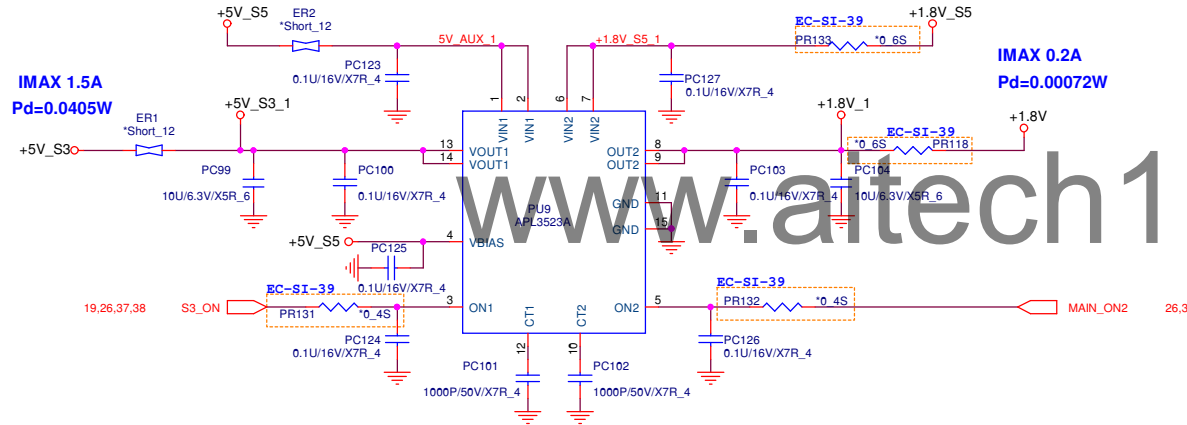 +5V_S5
ER2
*Short_12
5V_AUX_1
+1.8V_S5_1
EC-SI-39
PR133
*0_6S
+1.8V_S5
PC123
0.1U/16V/X7R_4
PC127
0.1U/16V/X7R_4
IMAX 1.5A
Pd=0.0405W
IMAX 0.2A
Pd=0.00072W
+5V_S3_1
+1.8V_1
+1.8V
ER1
*Short_12
+5V_S3
1
2
6
7
VIN1
VIN1
VIN2
VIN2
EC-SI-39
*0_6S
PR118
13
14
VOUT1
VOUT1
OUT2
OUT2
8
9
PC99
10U/6.3V/X5R_6
PC100
0.1U/16V/X7R_4
PC103
0.1U/16V/X7R_4
PC104
10U/6.3V/X5R_6
PU9
APL3523A
GND
GND
11
15
www.aitech1
+5V_S5
4
VBIAS
PC125
0.1U/16V/X7R_4
EC-SI-39
19,26,37,38
S3_ON
PR131
*0_4S
3
ON1
ON2
5
EC-SI-39
PR132
*0_4S
MAIN_ON2
26,3
PC124
0.1U/16V/X7R_4
CT1
CT2
12
10
PC126
0.1U/16V/X7R_4
PC101
1000P/50V/X7R_4
PC102
1000P/50V/X7R_4